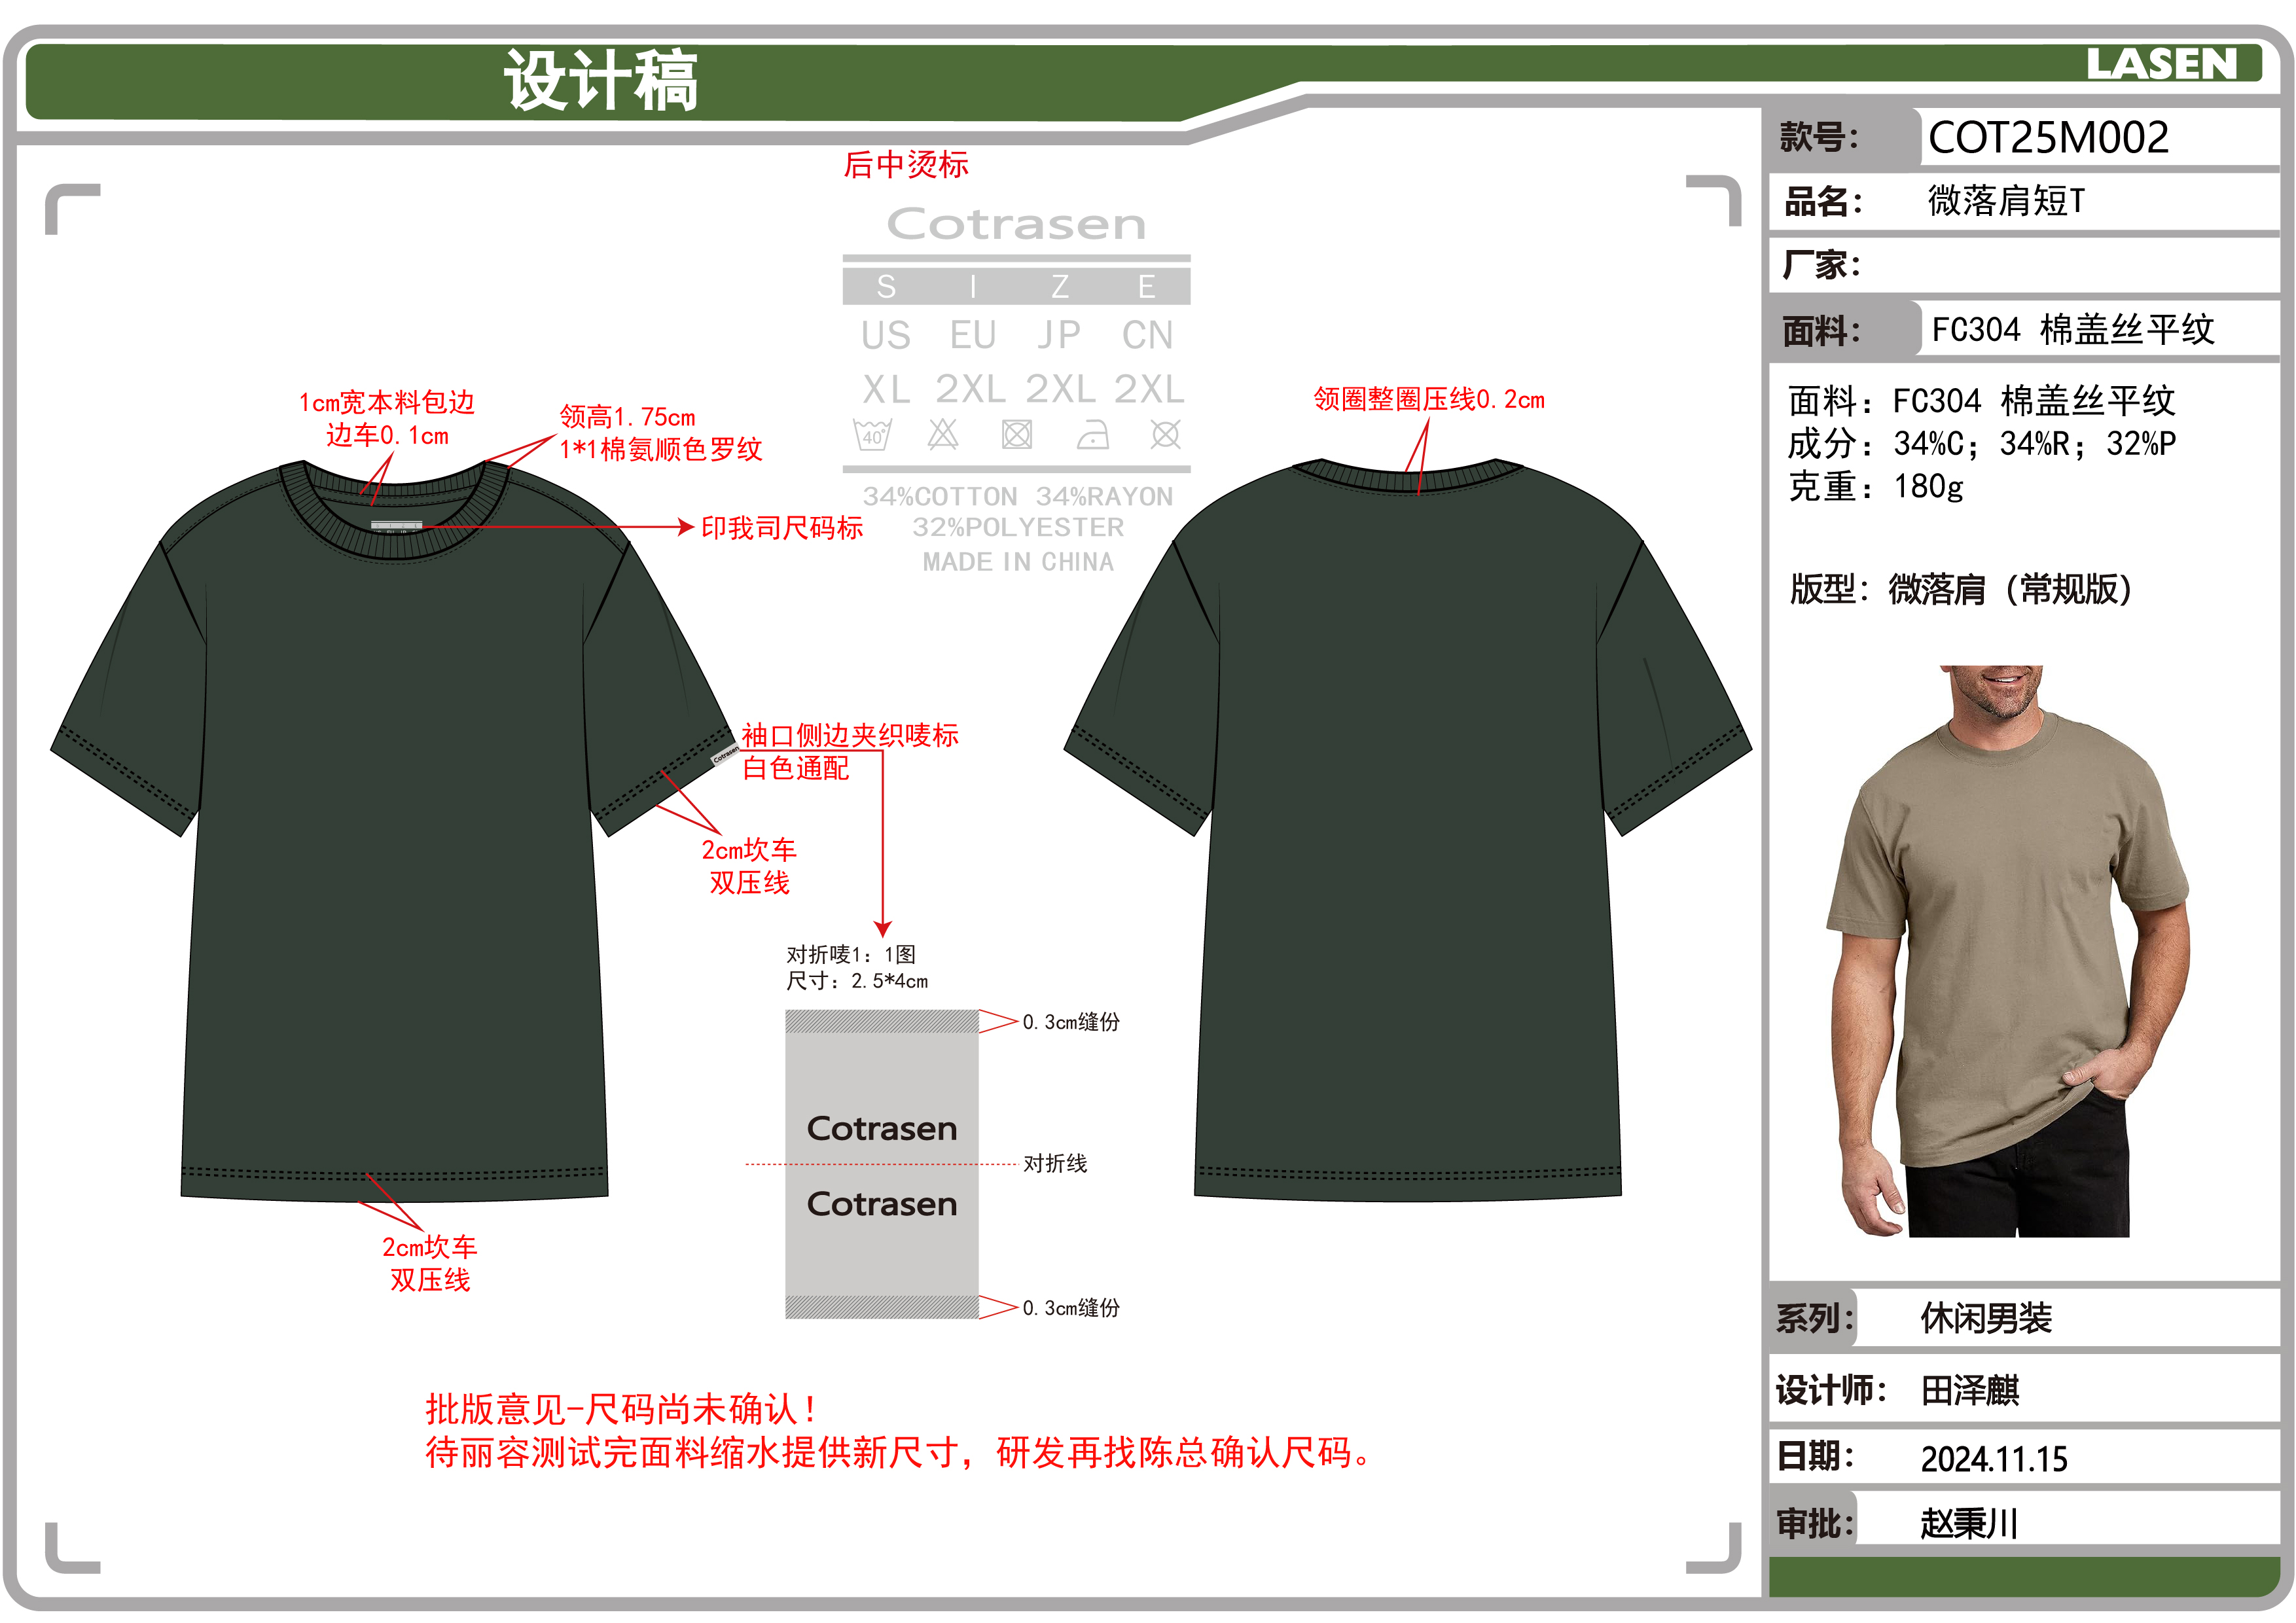 设计稿
LASEN
款号： COT25M002
品名： 微落肩短T
厂家：
面料： FC304 棉盖丝平纹
面料：FC304 棉盖丝平纹
成分：34%C；34%R；32%P
克重：180g
版型：微落肩（常规版）
后中烫标
Cotrasen
S I Z E
US EU JP CN
XL 2XL 2XL 2XL
40°
34%COTTON 34%RAYON
32%POLYESTER
MADE IN CHINA
1cm宽本料包边
边车0.1cm
领高1.75cm
1*1棉氨顺色罗纹
印我司尺码标
领圈整圈压线0.2cm
袖口侧边夹织唛标
白色通配
Cotrasen
2cm坎车
双压线
对折唛1：1图
尺寸：2.5*4cm
0.3cm缝份
Cotrasen
对折线
Cotrasen
0.3cm缝份
2cm坎车
双压线
批版意见-尺码尚未确认！
待丽容测试完面料缩水提供新尺寸，研发再找陈总确认尺码。
系列： 休闲男装
设计师： 田泽麒
日期： 2024.11.15
审批： 赵秉川